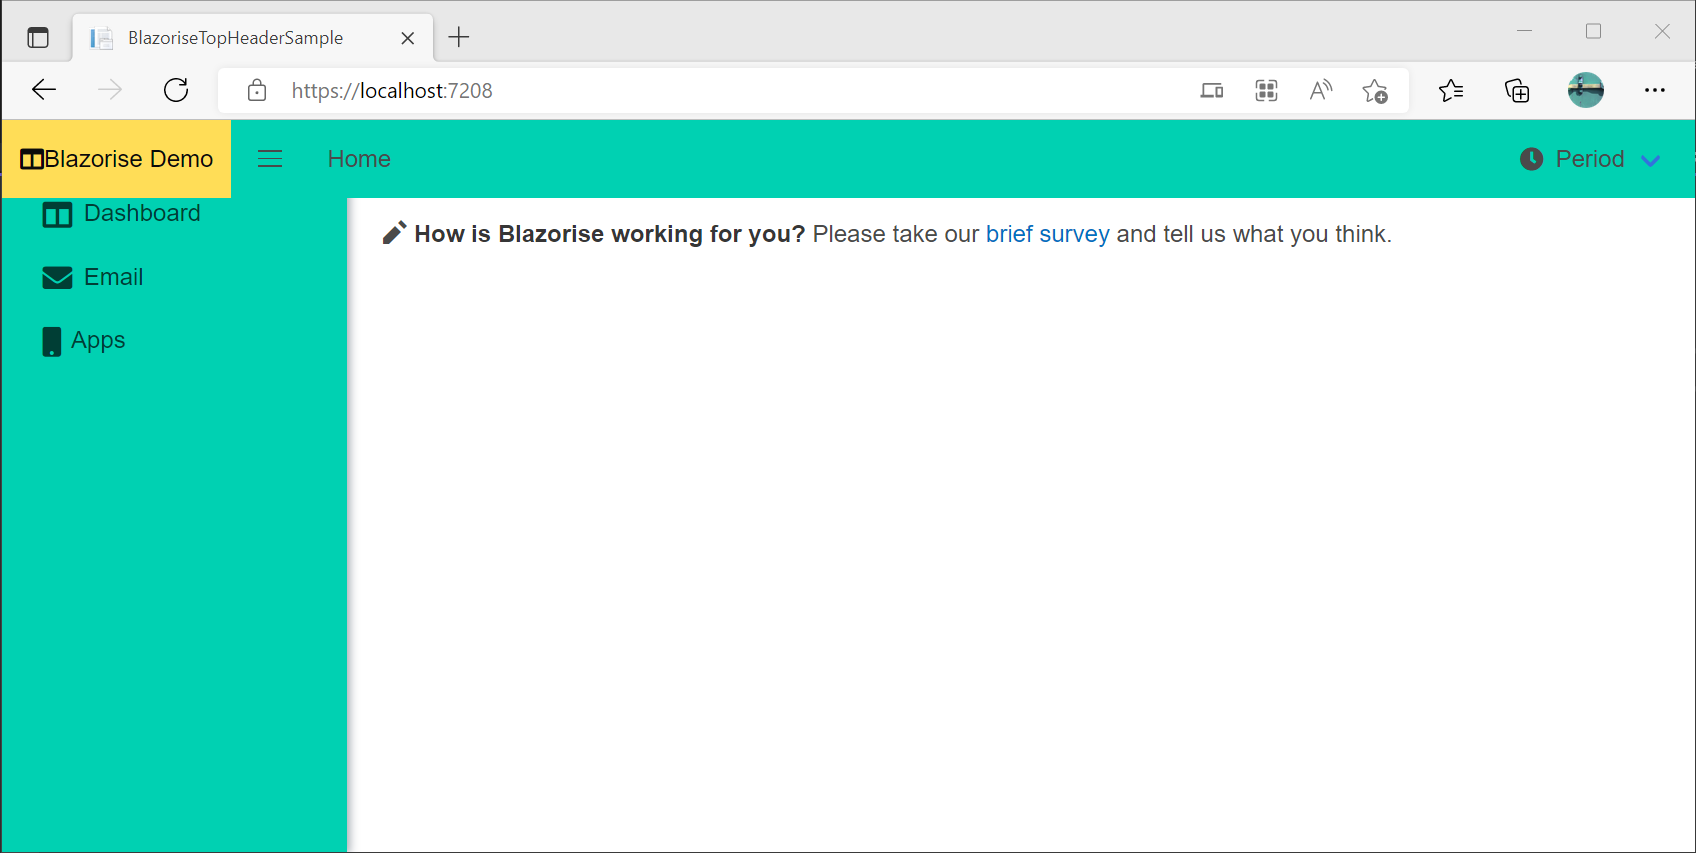 BlazoriseTopHeaderSample
https://localhost:7208
Blazorise Demo
Home
Period
Dashboard
How is Blazorise working for you? Please take our brief survey and tell us what you think.
Email
Apps